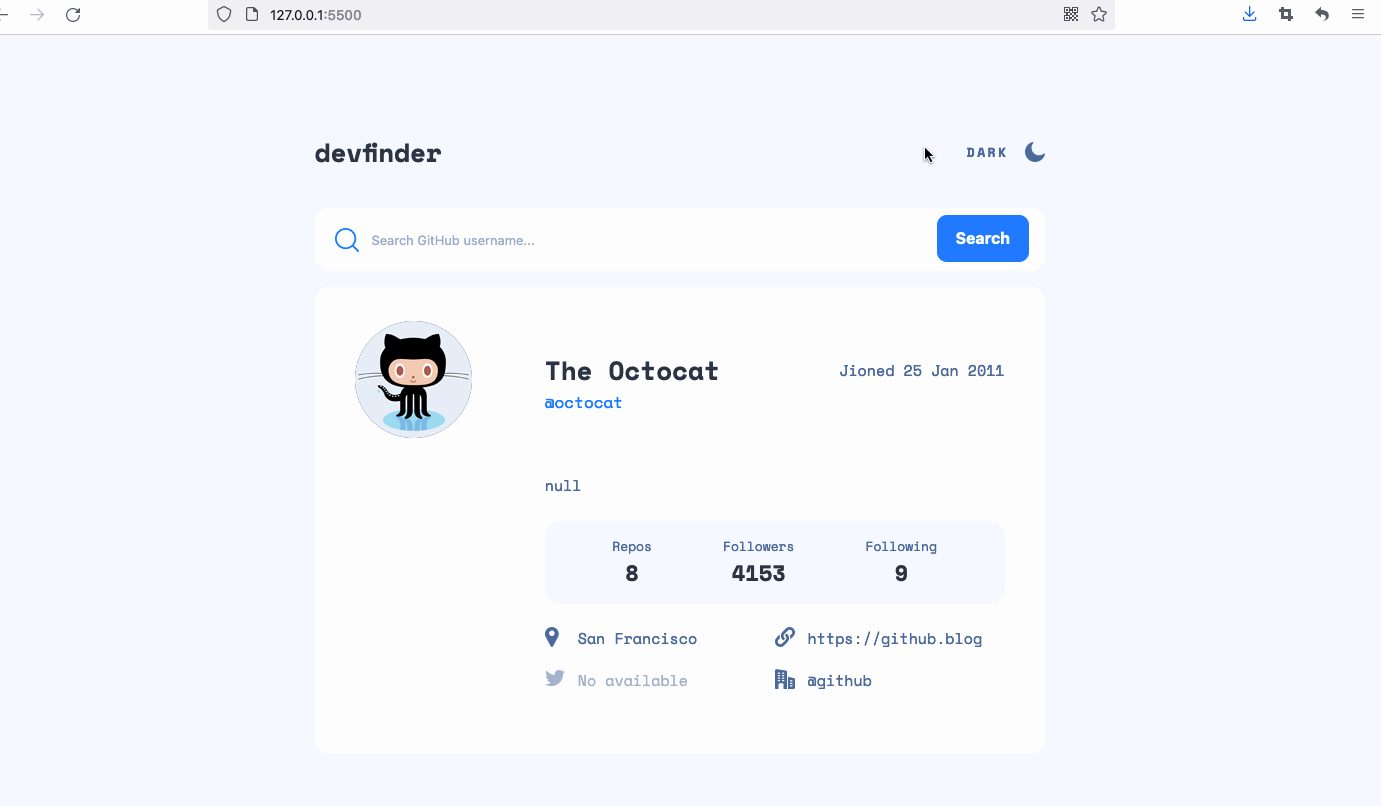 127.0.0.1:5500
devfinder
DARK
Search GitHub username...
Search
The Octocat
Jioned 25 Jan 2011
@octocat
null
Repos Followers Following
8 4153 9
San Francisco https://github.blog
No available @github